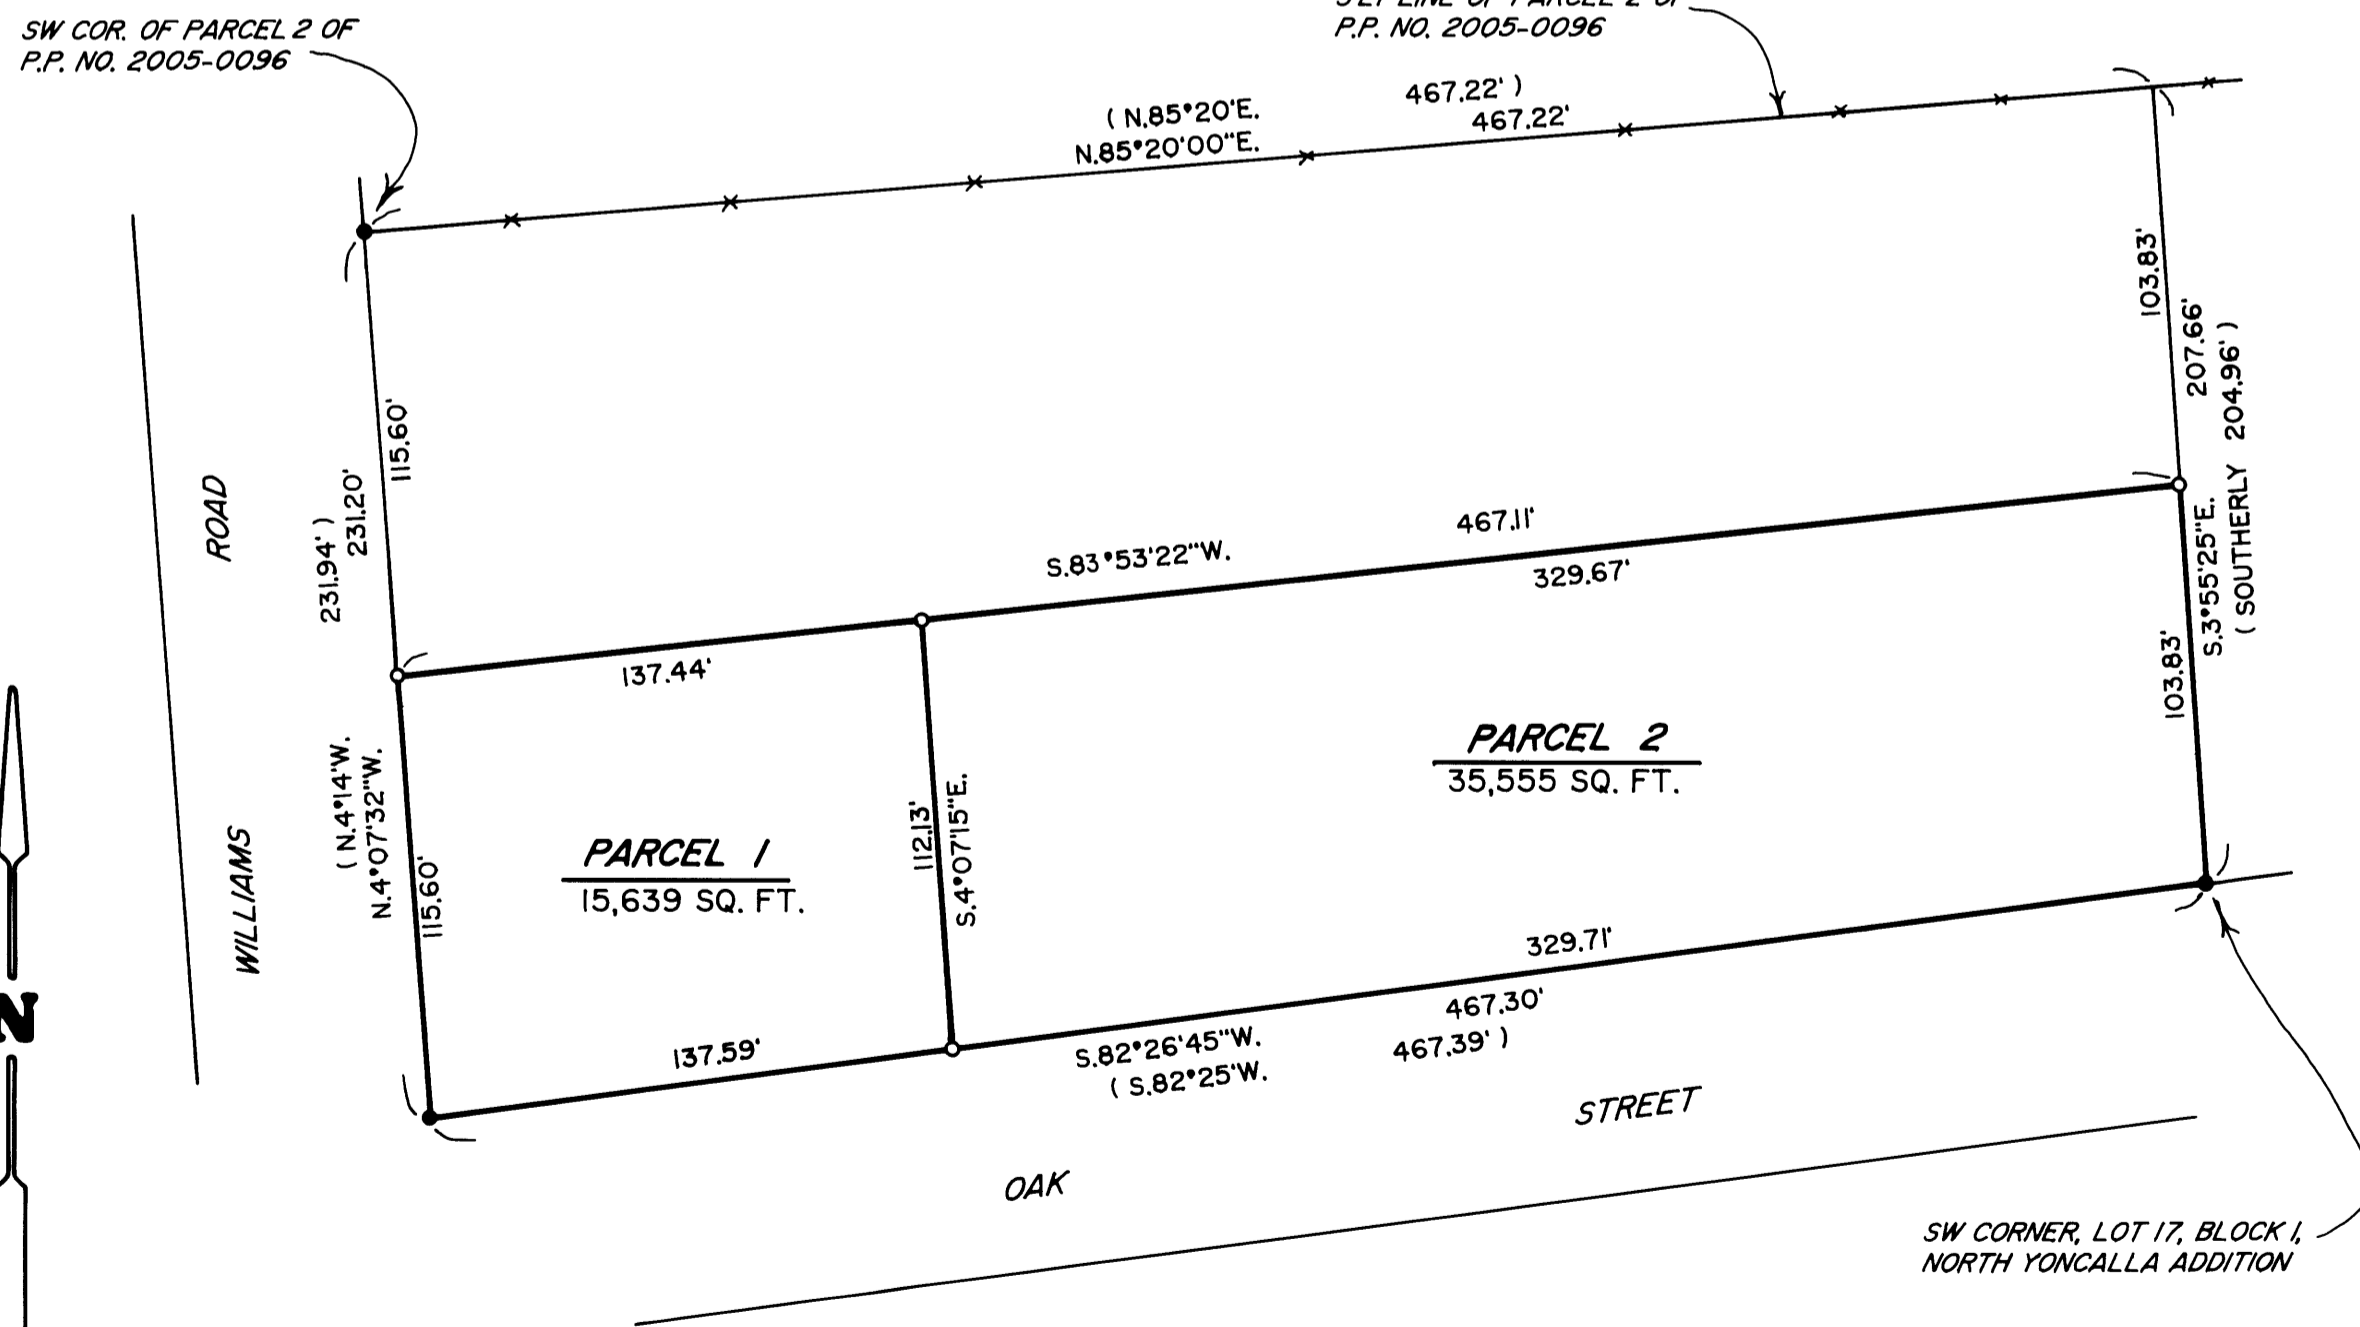 SW COR. OF PARCEL 2 OF
P.P. NO. 2005-0096
P.P. NO. 2005-0096
( N.85°20'E. 467.22' )
N.85°20'00"E. 467.22'
103.83'
207.66'
S.3°55'25"E.
( SOUTHERLY 204.96' )
103.83'
115.60'
231.20'
231.94' )
ROAD
WILLIAMS
( N.4°14'W.
N.4°07'32"W.
115.60'
S.83°53'22"W. 467.11'
329.67'
137.44'
112.13'
S.4°07'15"E.
PARCEL 1
15,639 SQ. FT.
PARCEL 2
35,555 SQ. FT.
329.71'
137.59'
S.82°26'45"W. 467.30'
( S.82°25'W. 467.39' )
OAK STREET
SW CORNER, LOT 17, BLOCK 1,
NORTH YONCALLA ADDITION
N